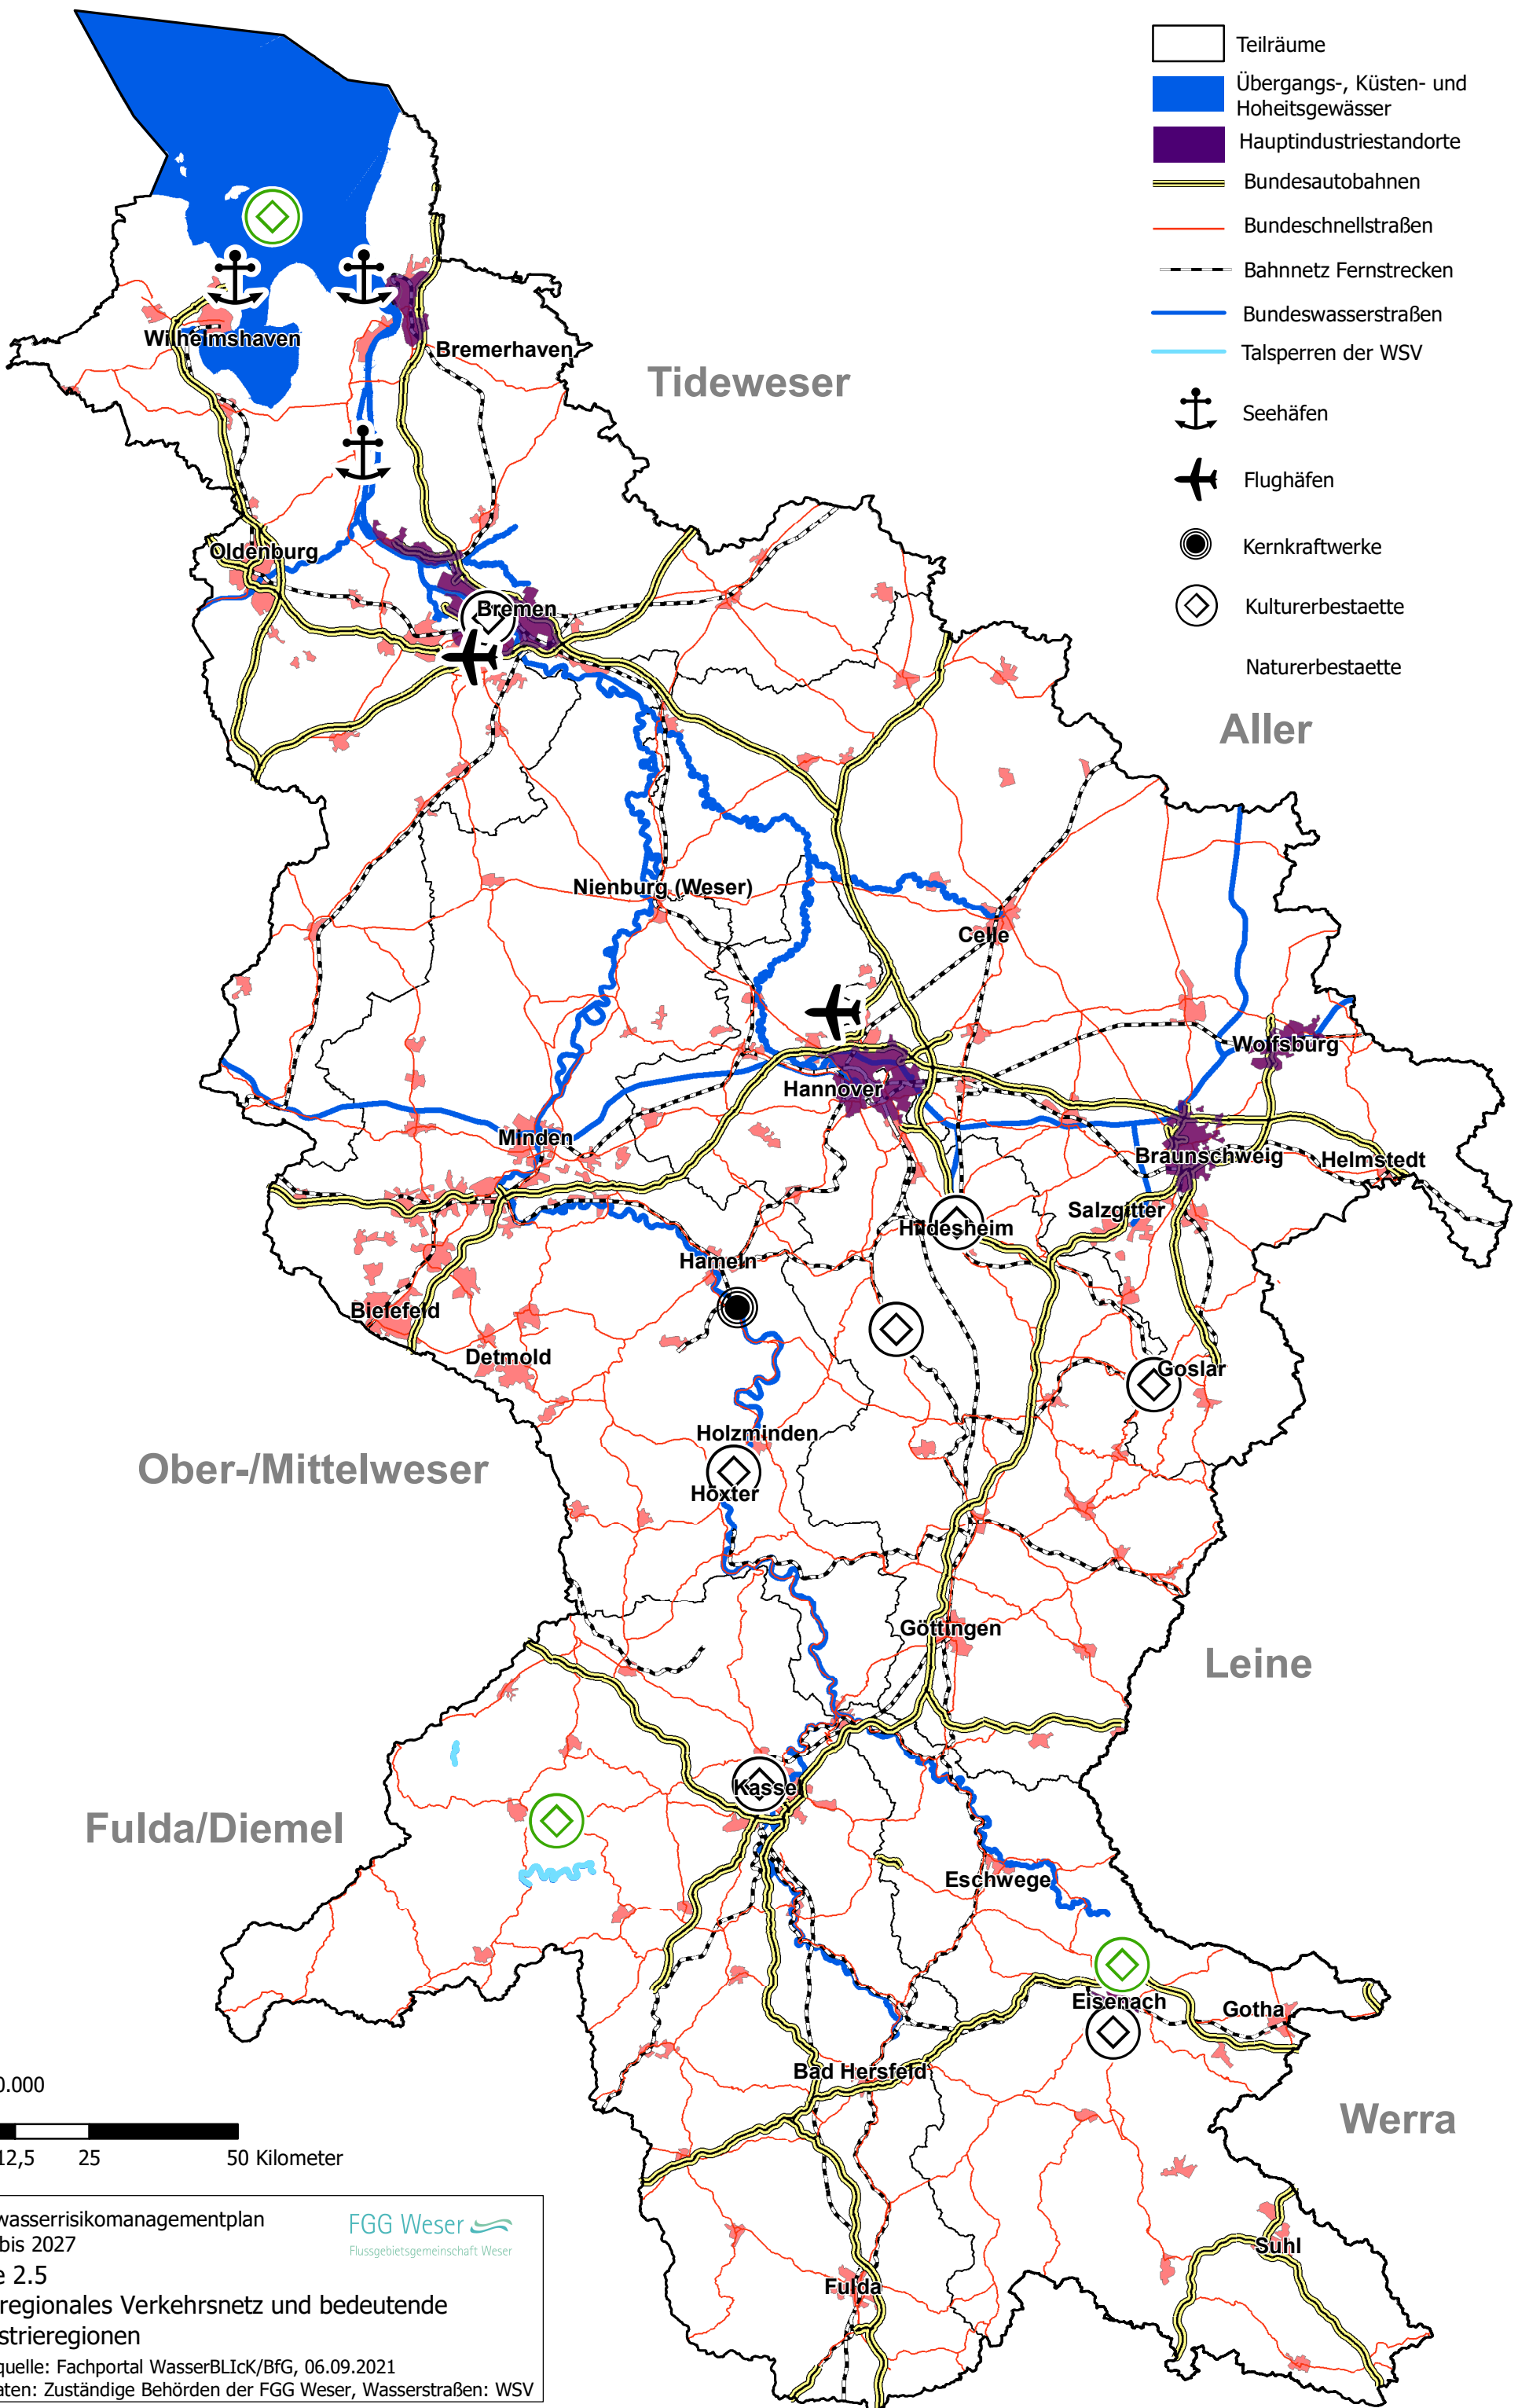 Teilräume
Übergangs-, Küsten- und
Hoheitsgewässer
Hauptindustriestandorte
Bundesautobahnen
Bundeschnellstraßen
Bahnnetz Fernstrecken
Bundeswasserstraßen
Talsperren der WSV
Seehäfen
Flughäfen
Kernkraftwerke
Kulturerbestaette
Naturerbestaette
Wilhelmshaven
Bremerhaven
Tideweser
Oldenburg
Bremen
Aller
Nienburg (Weser)
Celle
Wolfsburg
Hannover
Minden
Braunschweig
Helmstedt
Salzgitter
Hildesheim
Hameln
Bielefeld
Detmold
Goslar
Holzminden
Ober-/Mittelweser
Höxter
Göttingen
Leine
Kassel
Fulda/Diemel
Eschwege
Eisenach
Gotha
Bad Hersfeld
Werra
Suhl
Fulda
0.000
12,5 25 50 Kilometer
wasserrisikomanagementplan
bis 2027
FGG Weser
Flussgebietsgemeinschaft Weser
e 2.5
regionales Verkehrsnetz und bedeutende
strieregionen
quelle: Fachportal WasserBLIcK/BfG, 06.09.2021
aten: Zuständige Behörden der FGG Weser, Wasserstraßen: WSV